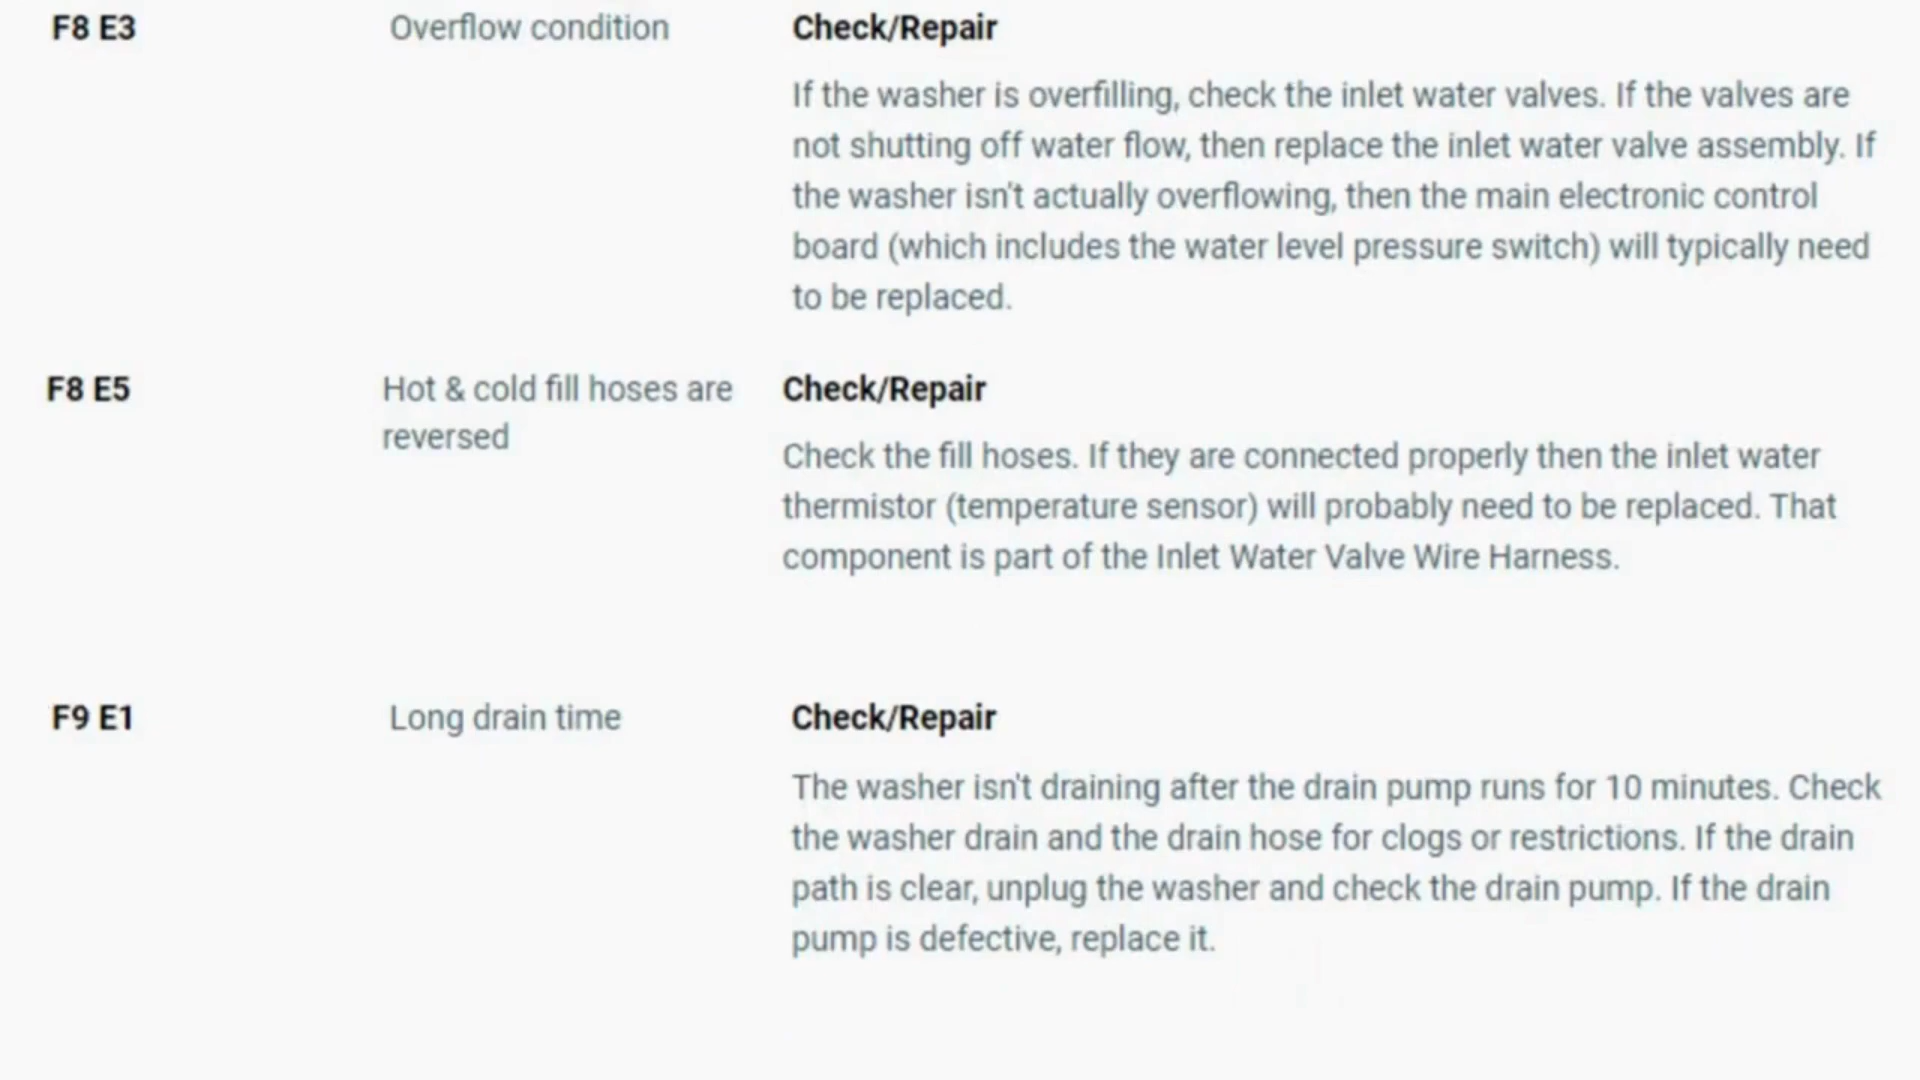 F8 E3 Overflow condition Check/Repair
If the washer is overfilling, check the inlet water valves. If the valves are
not shutting off water flow, then replace the inlet water valve assembly. If
the washer isn't actually overflowing, then the main electronic control
board (which includes the water level pressure switch) will typically need
to be replaced.
F8 E5 Hot & cold fill hoses are Check/Repair
reversed
Check the fill hoses. If they are connected properly then the inlet water
thermistor (temperature sensor) will probably need to be replaced. That
component is part of the Inlet Water Valve Wire Harness.
F9 E1 Long drain time Check/Repair
The washer isn't draining after the drain pump runs for 10 minutes. Check
the washer drain and the drain hose for clogs or restrictions. If the drain
path is clear, unplug the washer and check the drain pump. If the drain
pump is defective, replace it.